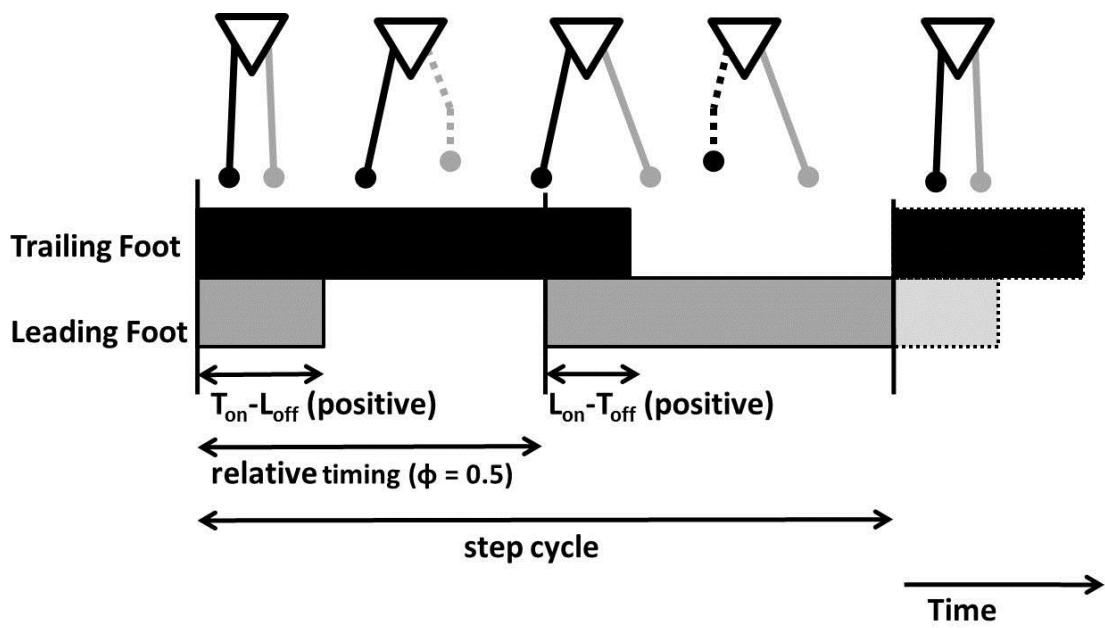 Trailing Foot
Leading Foot
Ton-Loff (positive)
Lon-Toff (positive)
relative timing (ϕ = 0.5)
step cycle
Time